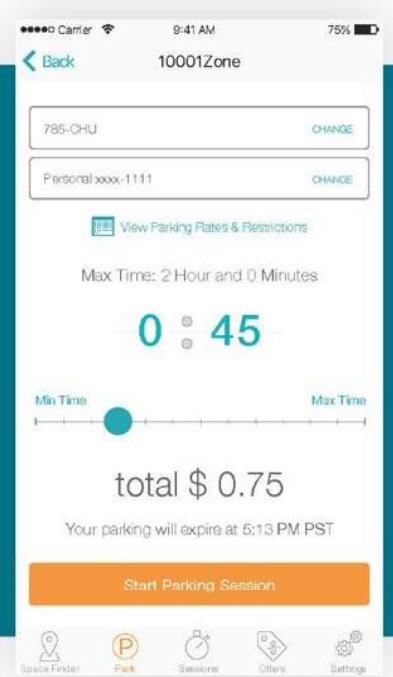 Carrier 9:41 AM 75%
Back 10001Zone
785-CHU CHANGE
Personal xxxx-1111 CHANGE
View Parking Rates & Restrictions
Max Time: 2 Hour and 0 Minutes
0 : 45
Min Time Max Time
total $ 0.75
Your parking will expire at 5:13 PM PST
Start Parking Session
Space Finder Park Sessions Offers Settings